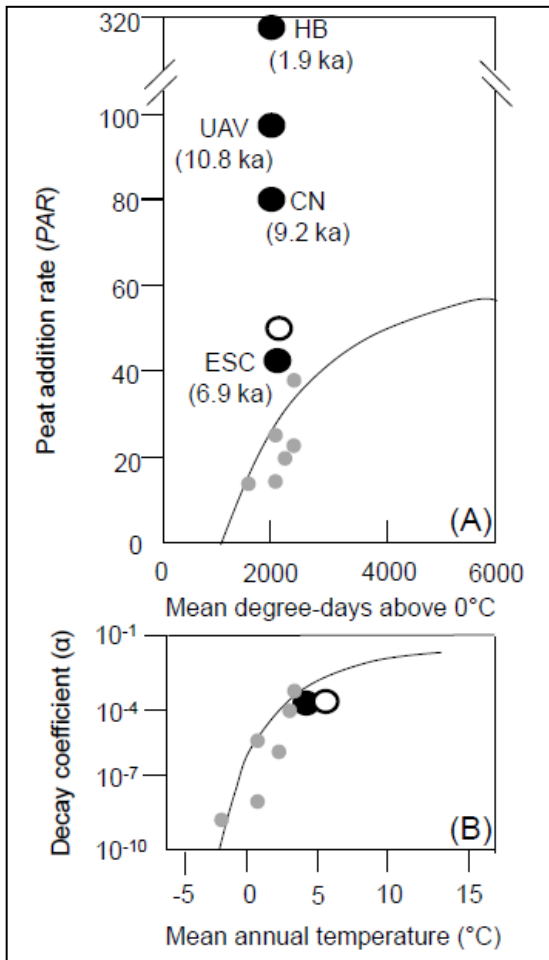 320
HB
(1.9 ka)
100
UAV
(10.8 ka)
80
CN
(9.2 ka)
60
ESC
40
(6.9 ka)
20
0
(A)
0 2000 4000 6000
Mean degree-days above 0°C
Peat addition rate (PAR)
10-1
10-4
10-7
10-10
(B)
-5 0 5 10 15
Mean annual temperature (°C)
Decay coefficient (α)